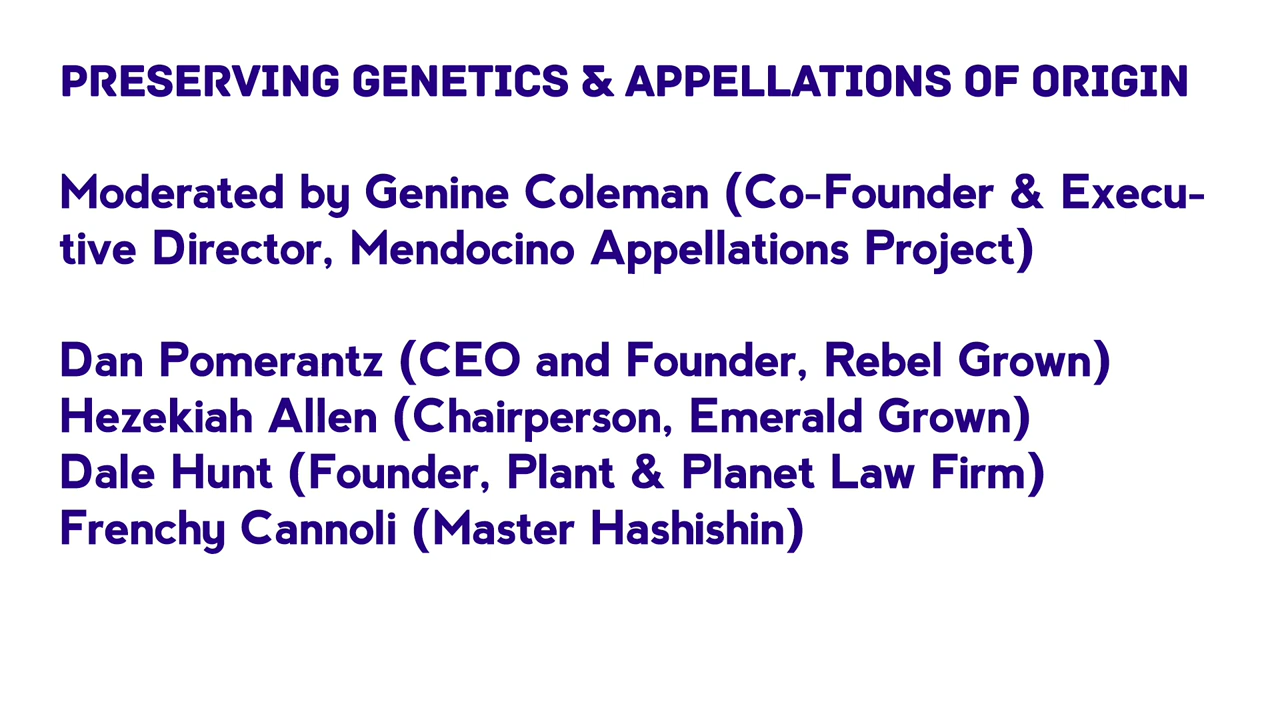 PRESERVING GENETICS & APPELLATIONS OF ORIGIN
Moderated by Genine Coleman (Co-Founder & Execu-
tive Director, Mendocino Appellations Project)
Dan Pomerantz (CEO and Founder, Rebel Grown)
Hezekiah Allen (Chairperson, Emerald Grown)
Dale Hunt (Founder, Plant & Planet Law Firm)
Frenchy Cannoli (Master Hashishin)